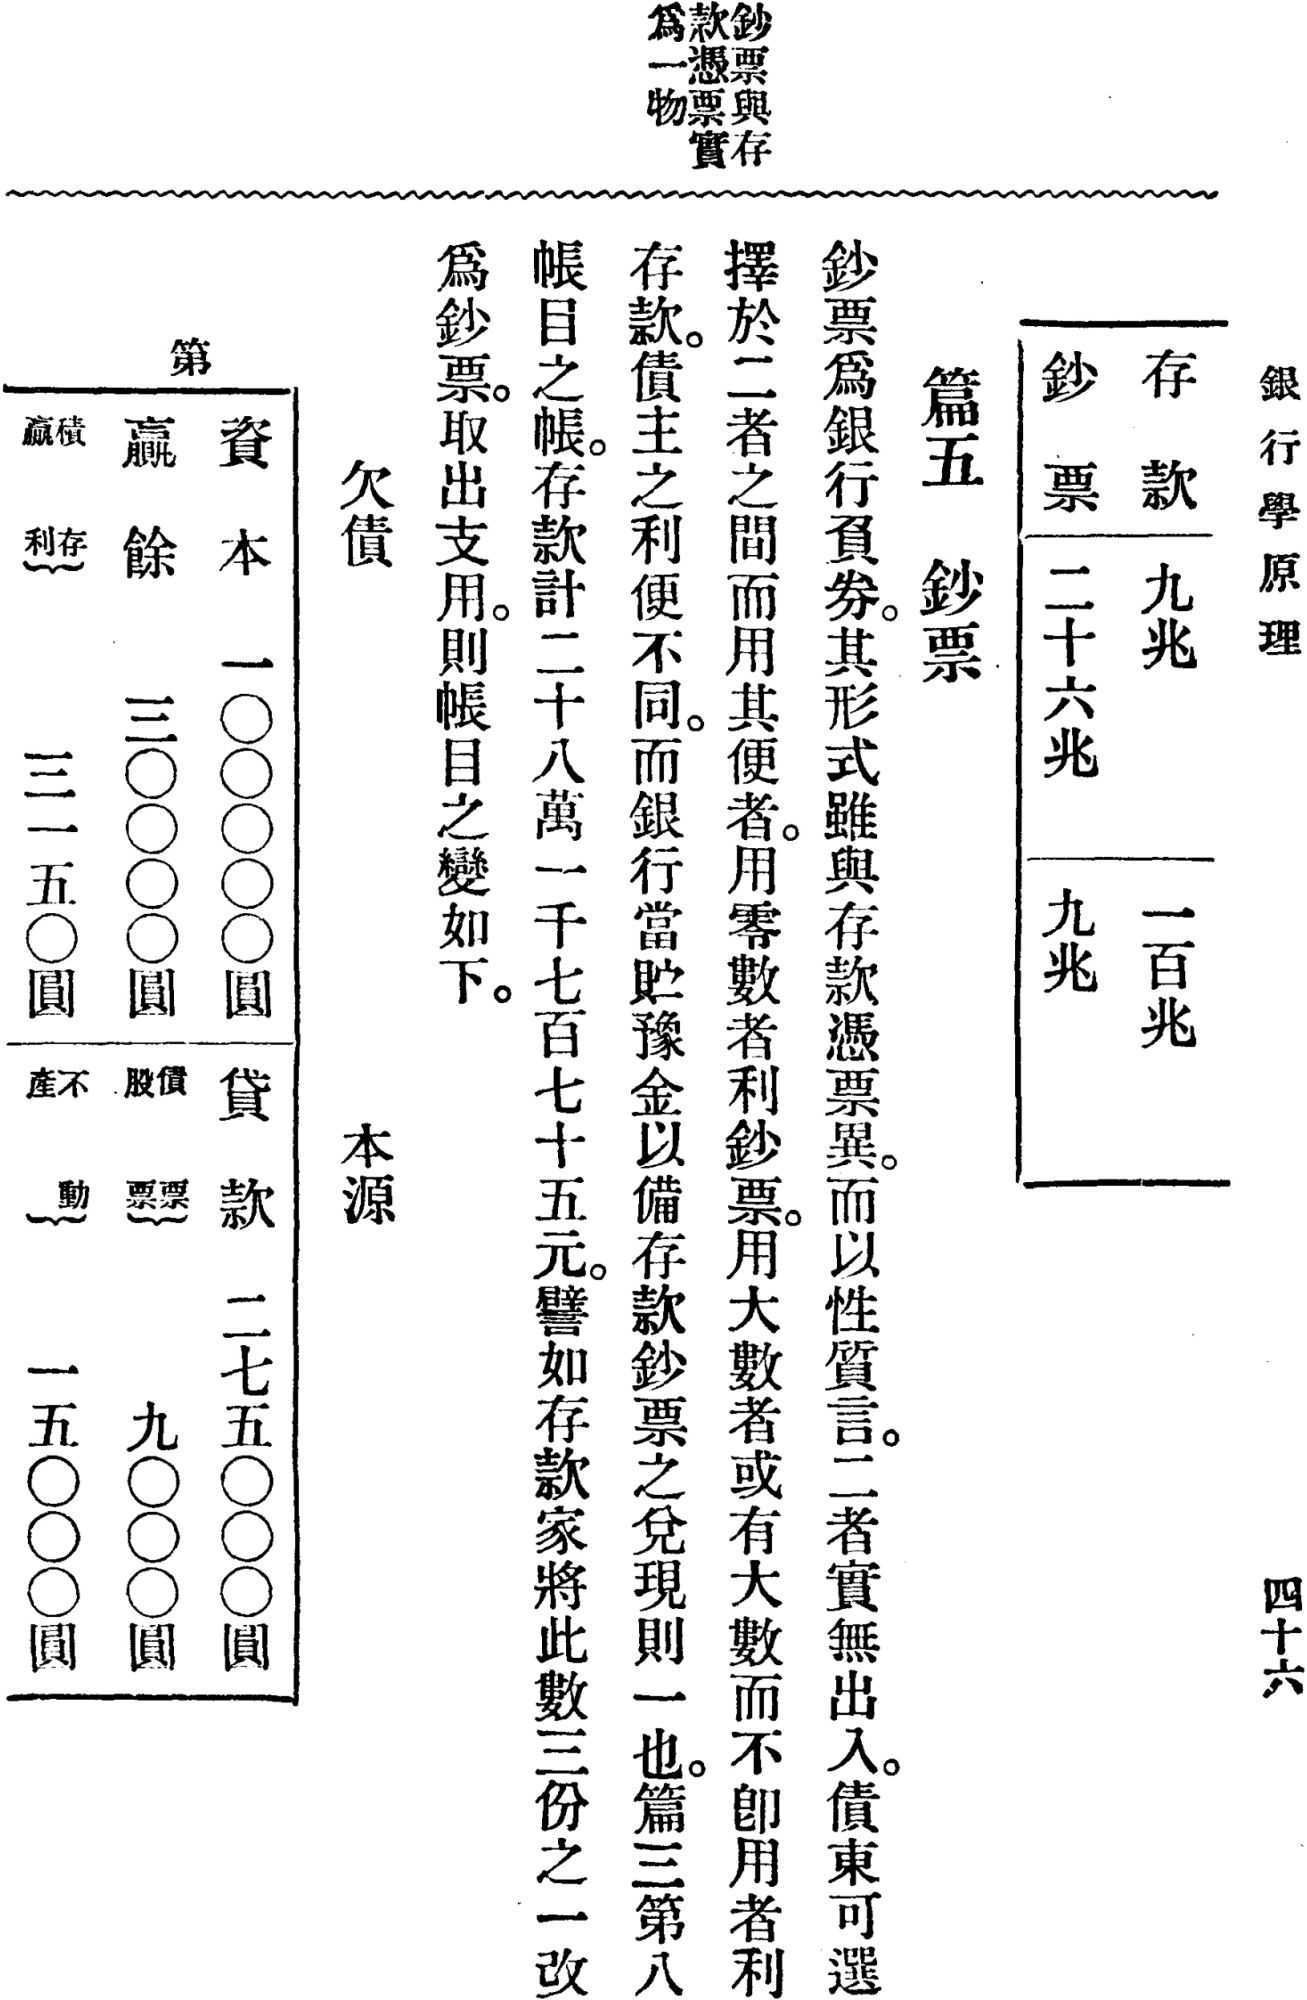 銀行學原理
四十六
存款 九兆 一百兆
鈔票 二十六兆 九兆
篇五 鈔票
鈔票與存
款憑票實
爲一物
鈔票爲銀行負券。其形式雖與存款憑票異。而以性質言。二者實無出入。債東可選
擇於二者之間而用其便者。用零數者利鈔票。用大數者或有大數而不卽用者利
存款。債主之利便不同。而銀行當貯豫金以備存款鈔票之兌現則一也。篇三第八
帳目之帳。存款計二十八萬一千七百七十五元。譬如存款家將此數三份之一改
爲鈔票。取出支用。則帳目之變如下。
欠債 本源
第
資本 一〇〇〇〇〇圓 貸款 二七五〇〇〇圓
贏餘 三〇〇〇〇圓 債票股票 九〇〇〇圓
積存贏利 三一五〇圓 不動產 一五〇〇〇圓